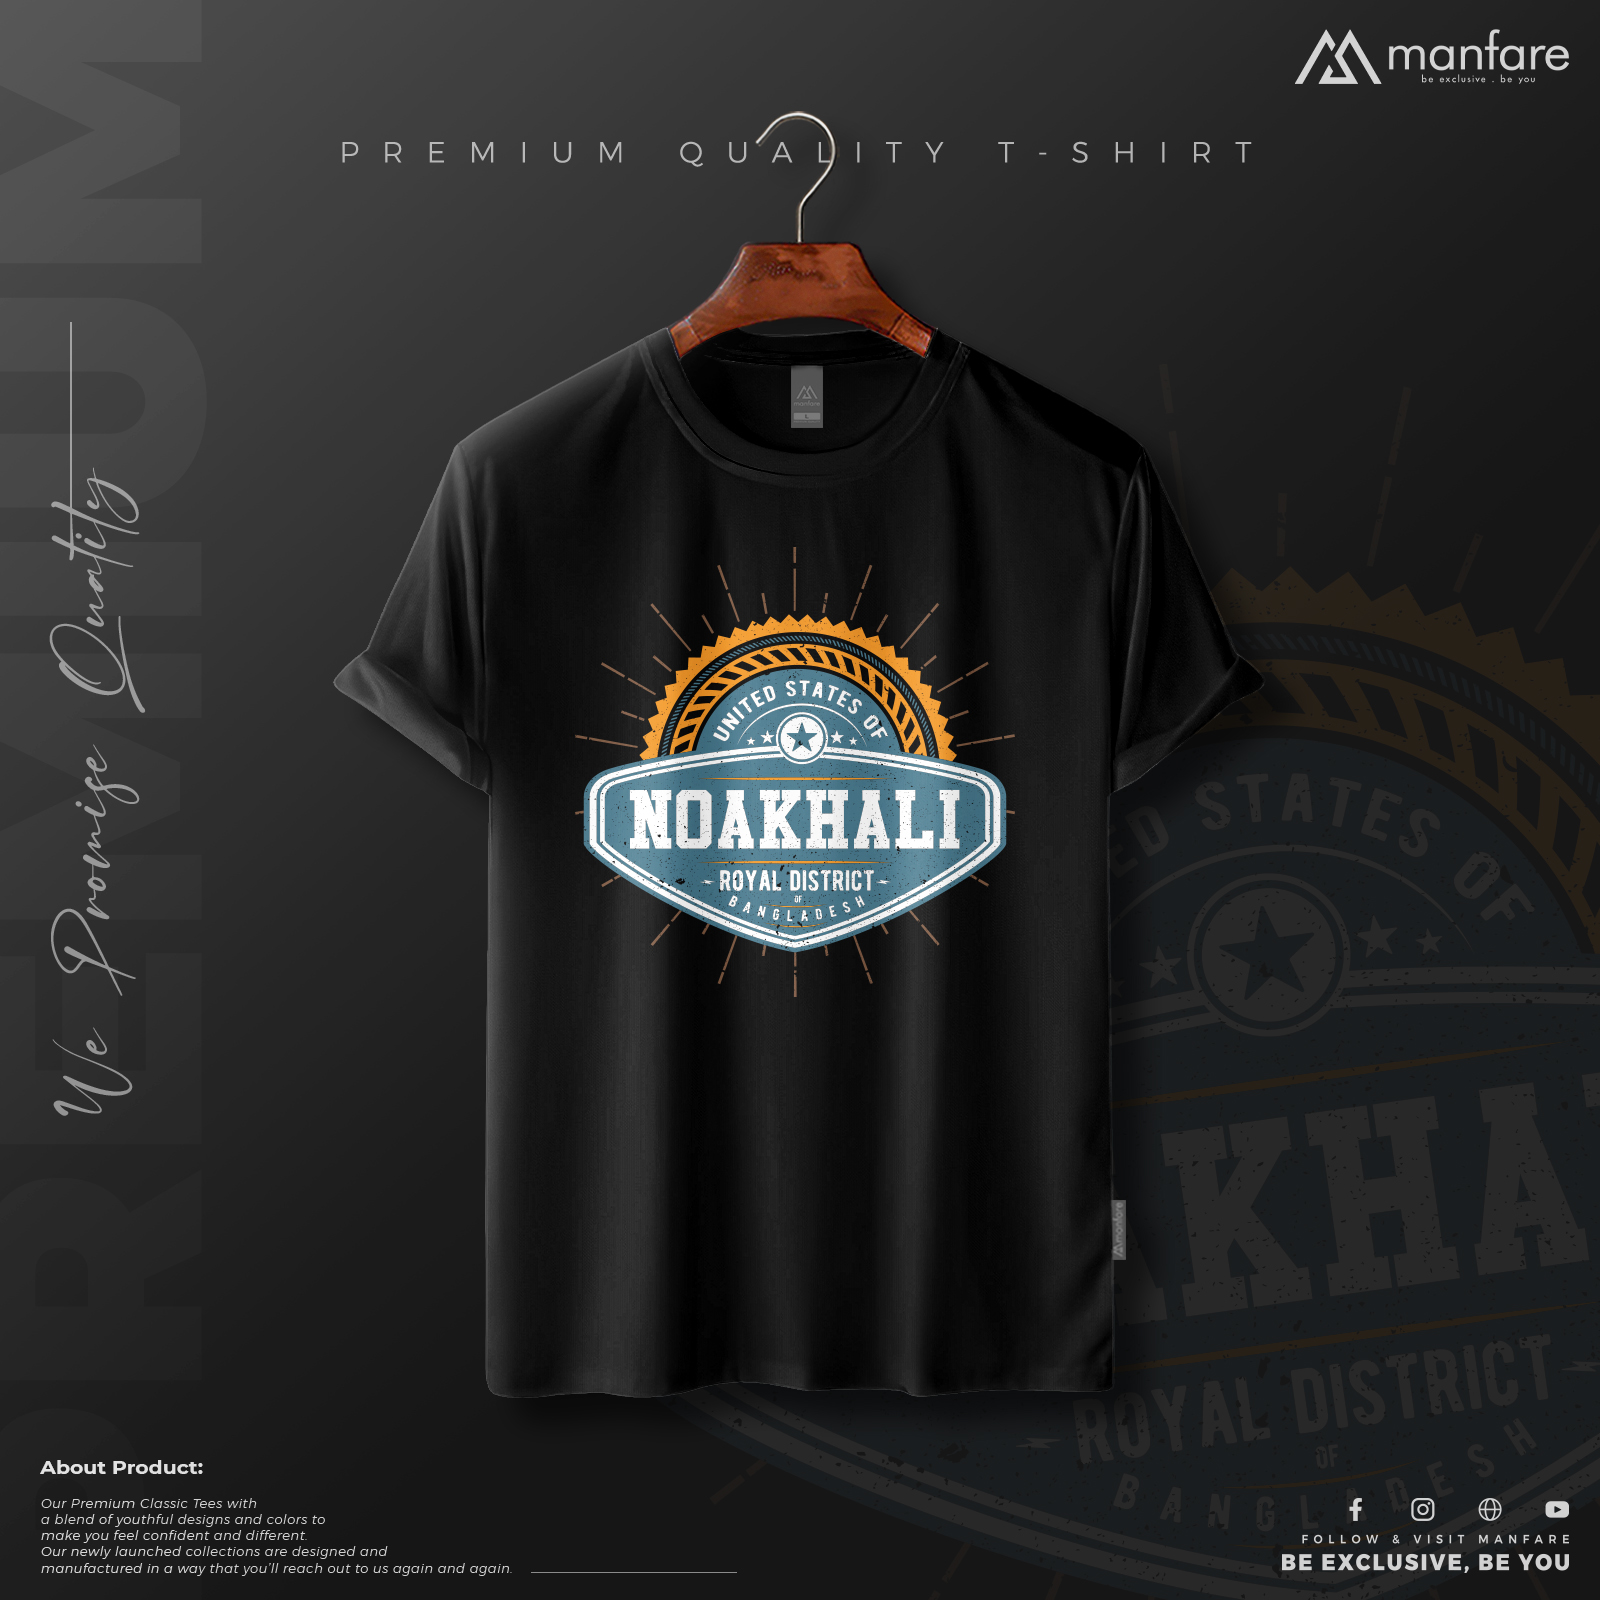 manfare
be exclusive . be you
PREMIUM QUALITY T-SHIRT
PREMIUM
We Promise Quality
manfare
L
UNITED STATES OF
NOAKHALI
ROYAL DISTRICT
OF
BANGLADESH
manfare
ED STATES OF
AKHA
ROYAL DISTRICT
OF
BANGLADESH
About Product:
Our Premium Classic Tees with
a blend of youthful designs and colors to
make you feel confident and different.
Our newly launched collections are designed and
manufactured in a way that you'll reach out to us again and again.
FOLLOW & VISIT MANFARE
BE EXCLUSIVE, BE YOU